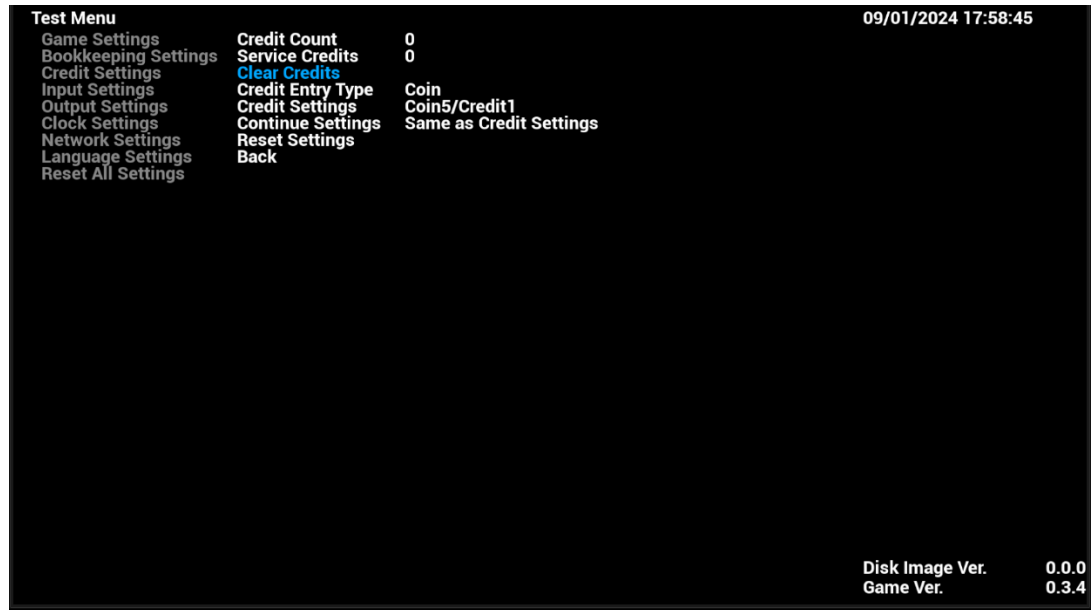 Test Menu 09/01/2024 17:58:45
Game Settings Credit Count 0
Bookkeeping Settings Service Credits 0
Credit Settings Clear Credits
Input Settings Credit Entry Type Coin
Output Settings Credit Settings Coin5/Credit1
Clock Settings Continue Settings Same as Credit Settings
Network Settings Reset Settings
Language Settings Back
Reset All Settings
Disk Image Ver. 0.0.0
Game Ver. 0.3.4